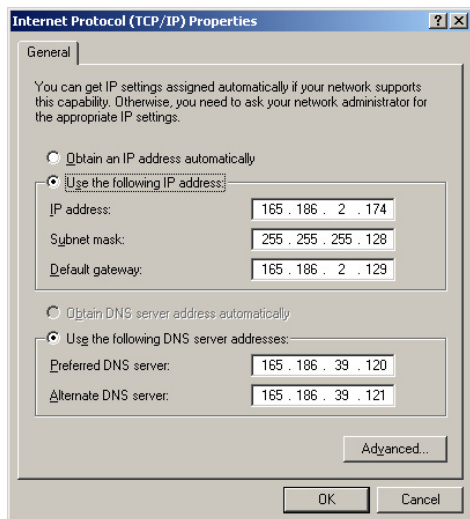 Internet Protocol (TCP/IP) Properties
General
You can get IP settings assigned automatically if your network supports
this capability. Otherwise, you need to ask your network administrator for
the appropriate IP settings.
Obtain an IP address automatically
Use the following IP address:
IP address: 165 . 186 . 2 . 174
Subnet mask: 255 . 255 . 255 . 128
Default gateway: 165 . 186 . 2 . 129
Obtain DNS server address automatically
Use the following DNS server addresses:
Preferred DNS server: 165 . 186 . 39 . 120
Alternate DNS server: 165 . 186 . 39 . 121
Advanced...
OK Cancel